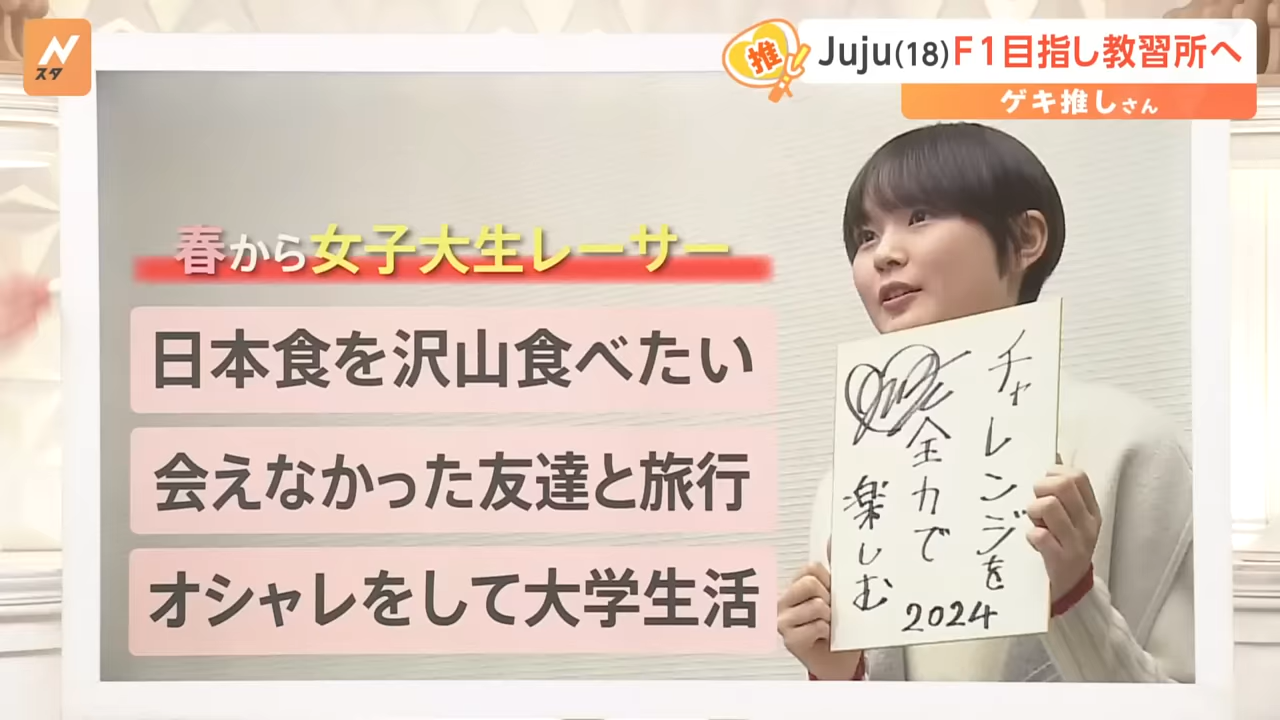 N
スタ
推
Juju(18)F1目指し教習所へ
ゲキ推しさん
春から女子大生レーサー
日本食を沢山食べたい
会えなかった友達と旅行
オシャレをして大学生活
チャレンジを
全力で
楽しむ
2024